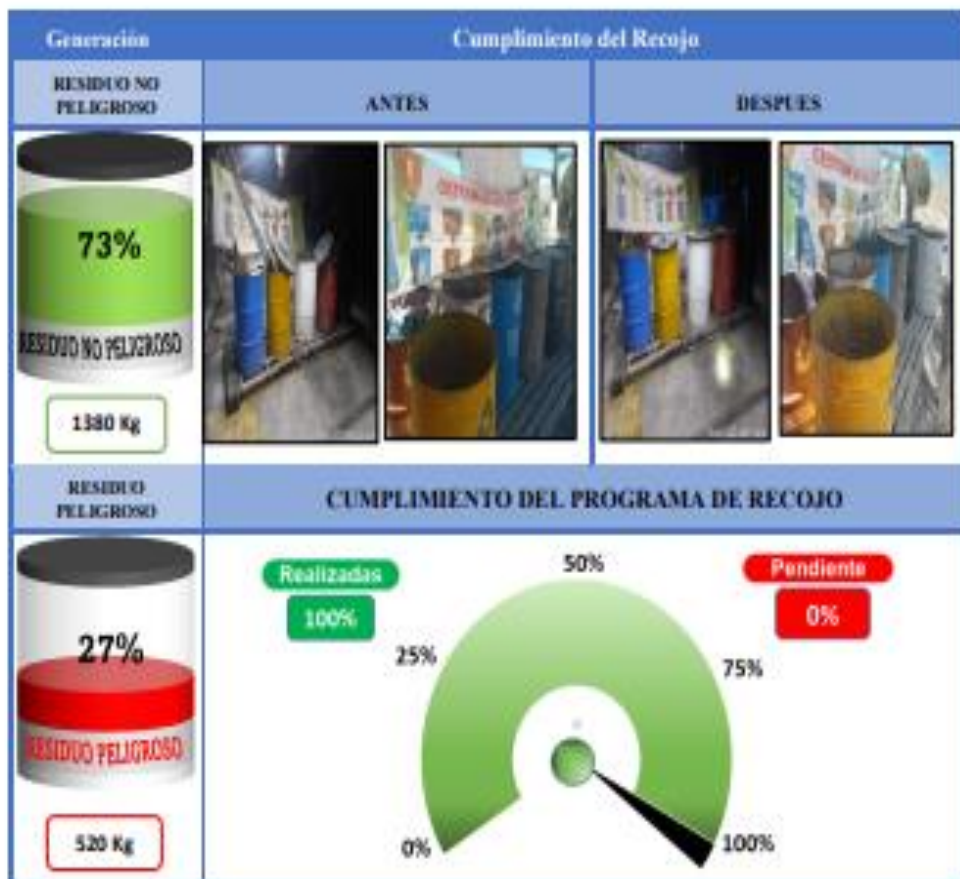 Generación
Cumplimiento del Recojo
RESIDUO NO
PELIGROSO
ANTES
DESPUES
73%
RESIDUO NO PELIGROSO
1380 Kg
RESIDUO
PELIGROSO
CUMPLIMIENTO DEL PROGRAMA DE RECOJO
27%
RESIDUO PELIGROSO
520 Kg
Realizadas
100%
50%
Pendiente
0%
25%
75%
0%
100%